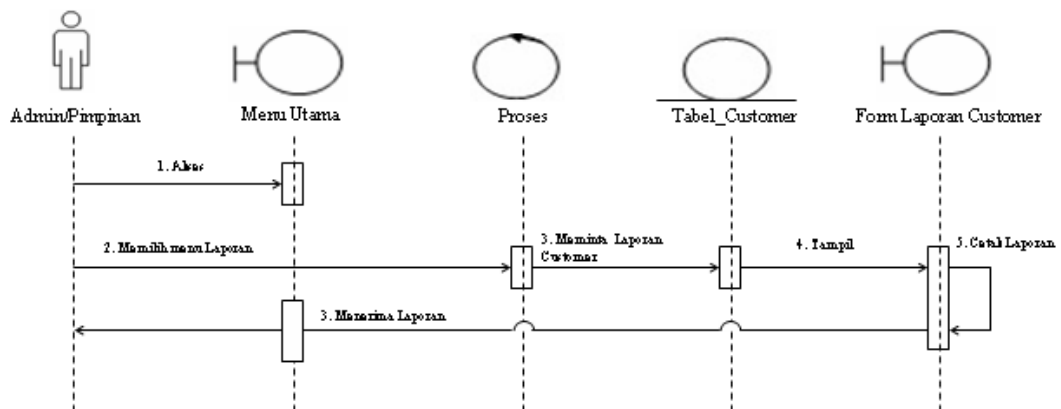 Admin/Pimpinan
Menu Utama
Proses
Tabel_Customer
Form Laporan Customer
1. Akses
2. Memilih menu Laporan
3. Meminta Laporan
Customer
4. Tampil
5. Cetak Laporan
3. Menerima Laporan